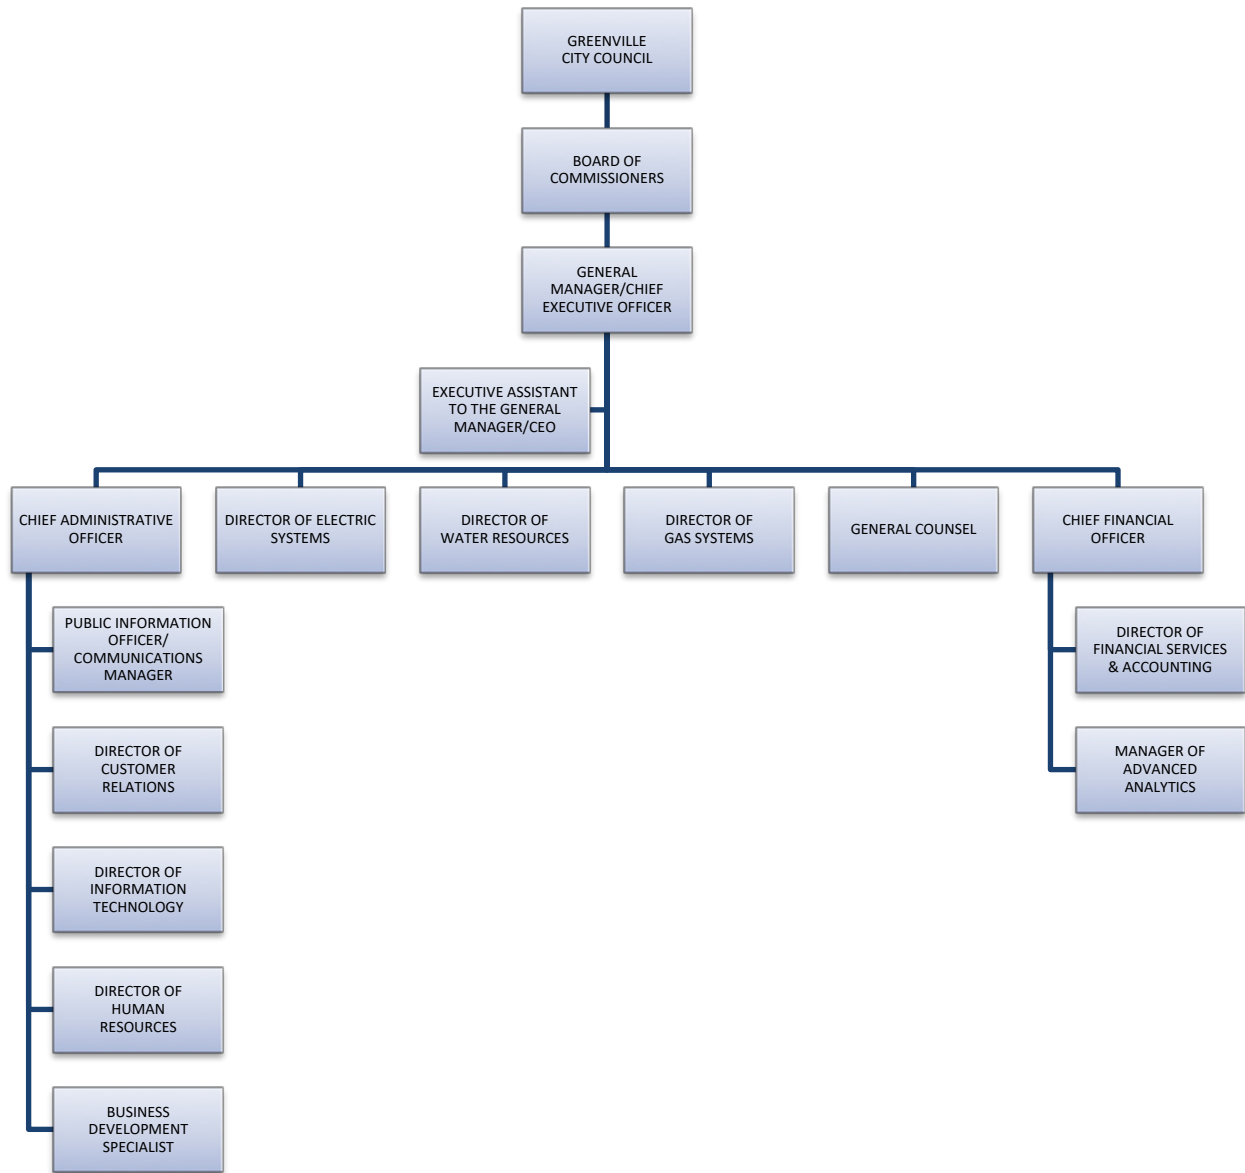 GREENVILLE
CITY COUNCIL
BOARD OF
COMMISSIONERS
GENERAL
MANAGER/CHIEF
EXECUTIVE OFFICER
EXECUTIVE ASSISTANT
TO THE GENERAL
MANAGER/CEO
CHIEF ADMINISTRATIVE
OFFICER
DIRECTOR OF ELECTRIC
SYSTEMS
DIRECTOR OF
WATER RESOURCES
DIRECTOR OF
GAS SYSTEMS
GENERAL COUNSEL
CHIEF FINANCIAL
OFFICER
PUBLIC INFORMATION
OFFICER/
COMMUNICATIONS
MANAGER
DIRECTOR OF
CUSTOMER
RELATIONS
DIRECTOR OF
INFORMATION
TECHNOLOGY
DIRECTOR OF
HUMAN
RESOURCES
BUSINESS
DEVELOPMENT
SPECIALIST
DIRECTOR OF
FINANCIAL SERVICES
& ACCOUNTING
MANAGER OF
ADVANCED
ANALYTICS